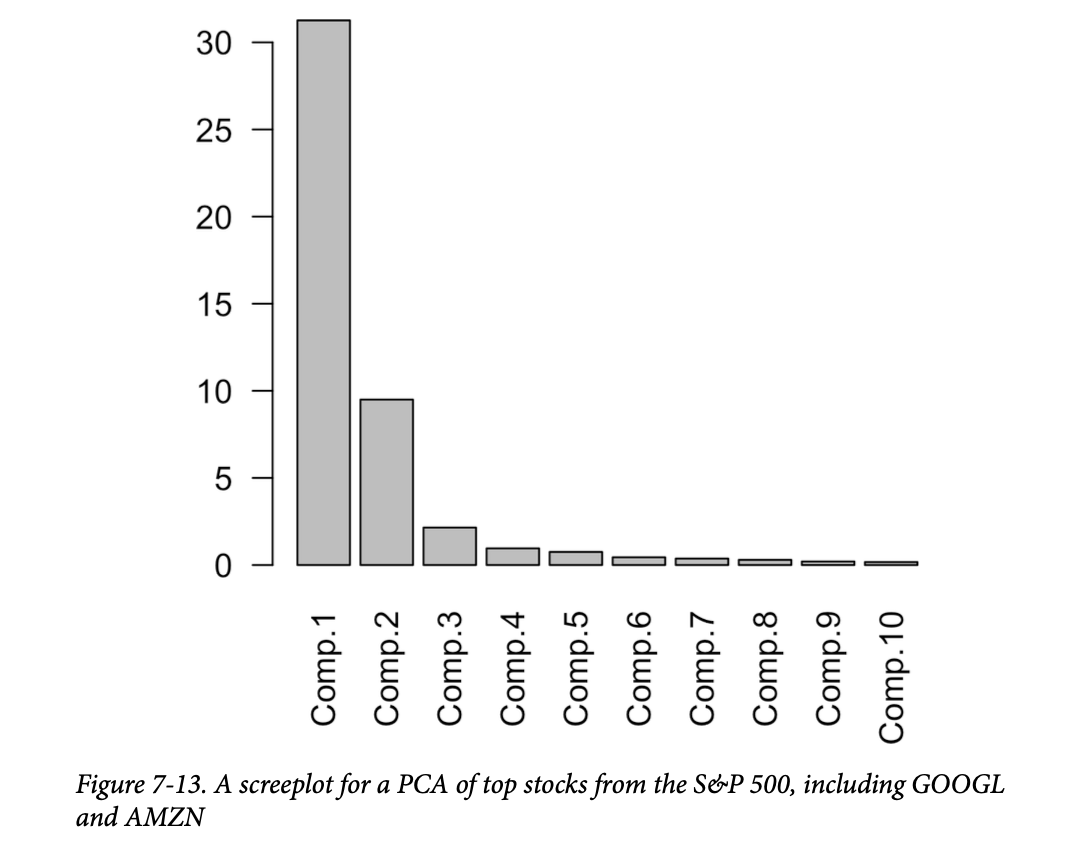 30
25
20
15
10
5
0
Comp.1
Comp.2
Comp.3
Comp.4
Comp.5
Comp.6
Comp.7
Comp.8
Comp.9
Comp.10
Figure 7-13. A screeplot for a PCA of top stocks from the S&P 500, including GOOGL
and AMZN